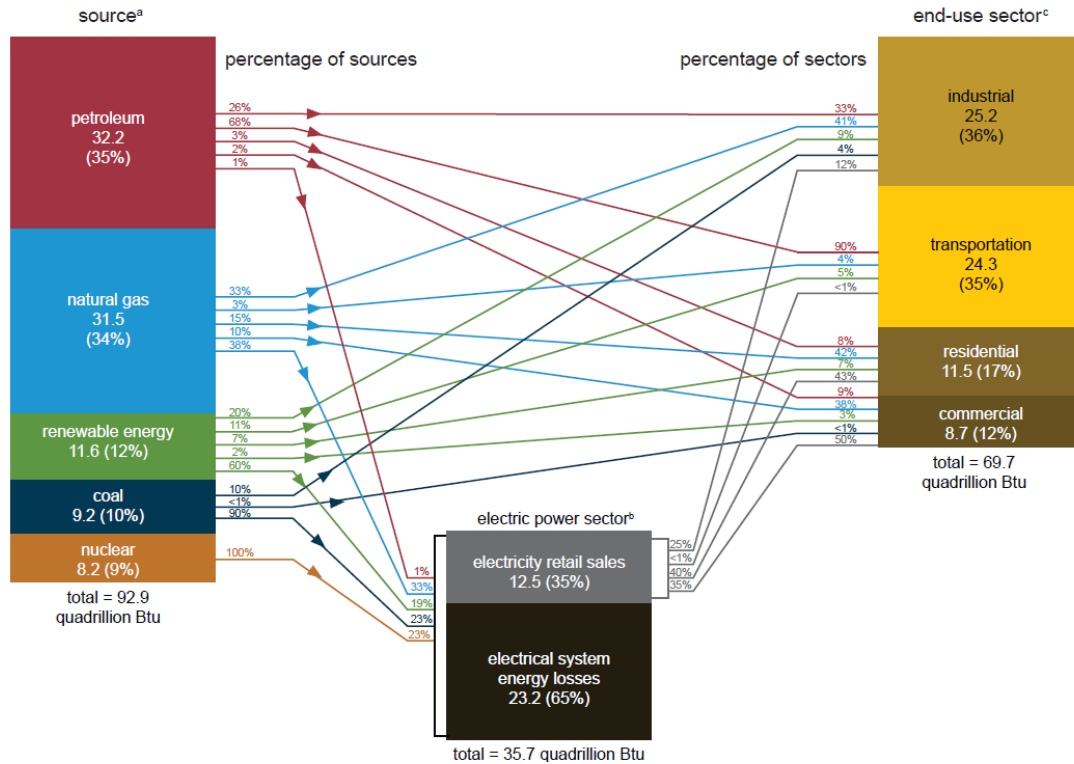 sourceᵃ
end-use sectorᶜ
percentage of sources
percentage of sectors
petroleum
32.2
(35%)
26%
68%
3%
2%
1%
natural gas
31.5
(34%)
33%
3%
15%
10%
38%
renewable energy
11.6 (12%)
20%
11%
7%
2%
60%
coal
9.2 (10%)
10%
<1%
90%
nuclear
8.2 (9%)
100%
total = 92.9
quadrillion Btu
electric power sectorᵇ
1%
33%
19%
23%
23%
electricity retail sales
12.5 (35%)
electrical system
energy losses
23.2 (65%)
25%
<1%
40%
35%
total = 35.7 quadrillion Btu
33%
41%
9%
4%
12%
industrial
25.2
(36%)
90%
4%
5%
<1%
transportation
24.3
(35%)
8%
42%
7%
43%
residential
11.5 (17%)
9%
38%
3%
<1%
50%
commercial
8.7 (12%)
total = 69.7
quadrillion Btu